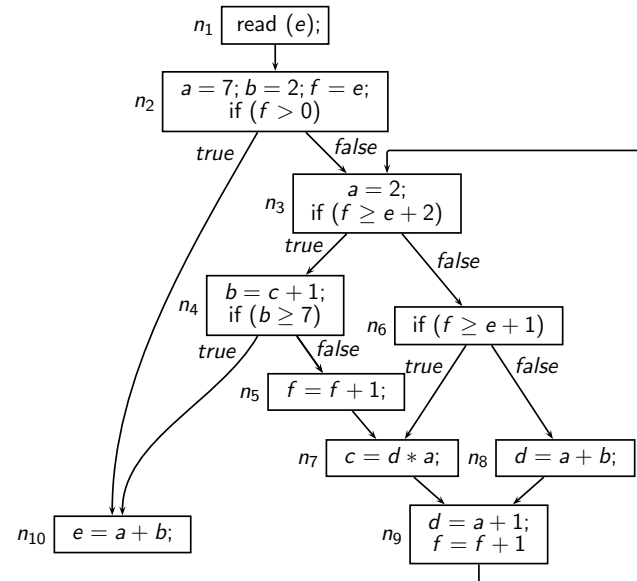 n1 read (e);
n2 a = 7; b = 2; f = e;
if (f > 0)
true false
n3 a = 2;
if (f ≥ e + 2)
true false
n4 b = c + 1;
if (b ≥ 7)
n6 if (f ≥ e + 1)
true false true false
n5 f = f + 1;
n7 c = d ∗ a; n8 d = a + b;
n10 e = a + b;
n9 d = a + 1;
f = f + 1